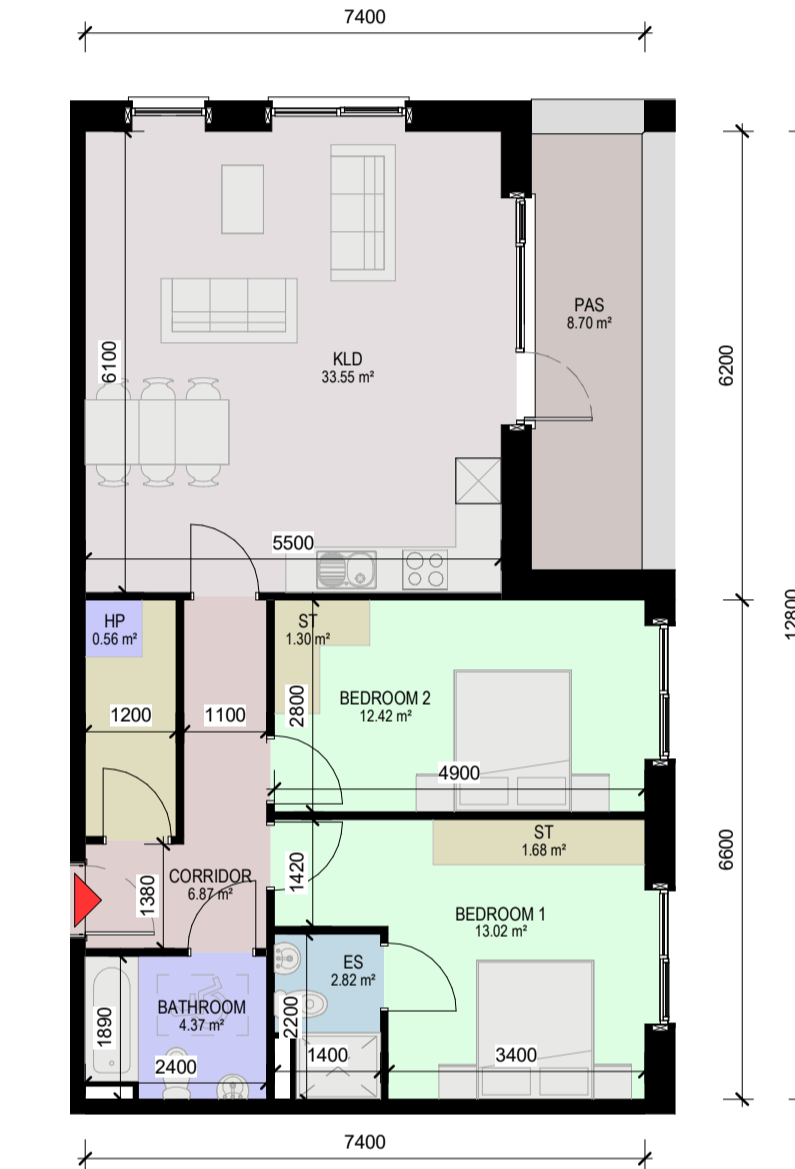 7400
PAS
8.70 m²
KLD
33.55 m²
6100
6200
5500
HP
0.56 m²
ST
1.30 m²
12800
1200
1100
2800
BEDROOM 2
12.42 m²
4900
ST
1.68 m²
6600
1420
CORRIDOR
6.87 m²
1380
BEDROOM 1
13.02 m²
ES
2.82 m²
BATHROOM
4.37 m²
1890
2200
2400
1400
3400
7400